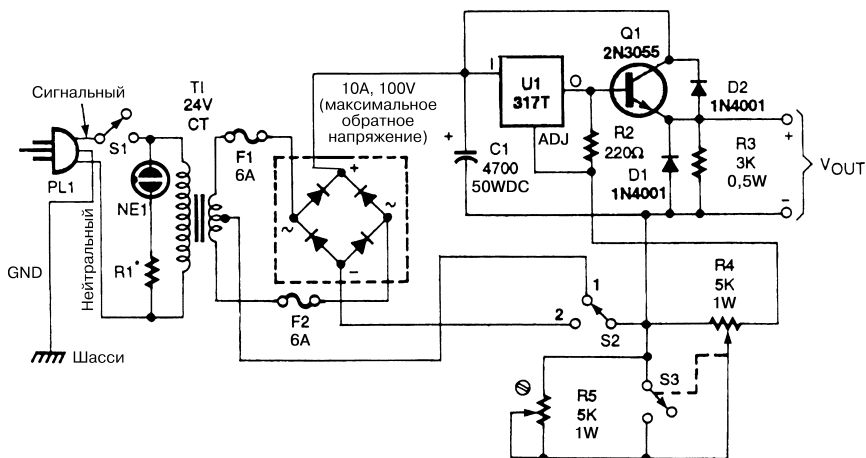 Q1
2N3055
TI
24V
CT
10A, 100V
(максимальное
обратное
напряжение)
I
U1
317T
O
ADJ
D2
1N4001
Сигнальный
S1
F1
6A
+
C1
4700
50WDC
R2
220Ω
D1
1N4001
R3
3K
0,5W
+
−
VOUT
PL1
NE1
Нейтральный
GND
R1*
Шасси
+
~
~
−
F2
6A
1
2
S2
R4
5K
1W
S3
R5
5K
1W